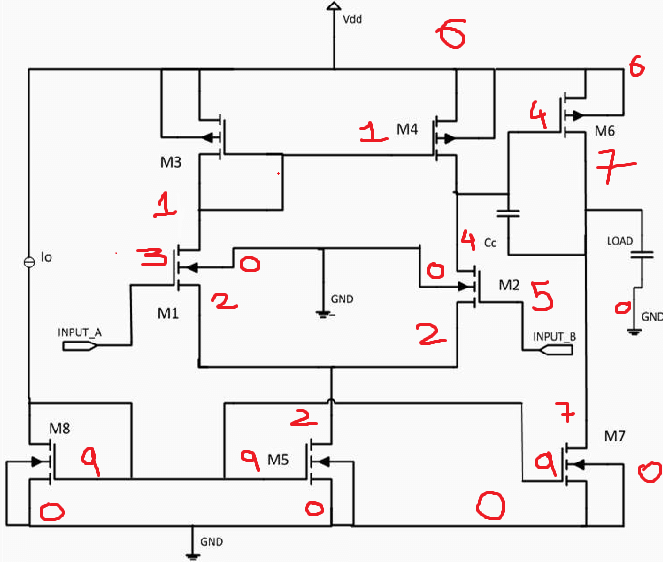 Vdd
6
6
4
M6
1
M4
M3
7
1
Cc
LOAD
Io
3
0
4
0
M2
5
0
GND
GND
M1
2
2
INPUT_A
INPUT_B
M8
2
7
M7
9
9
M5
9
0
0
0
0
GND